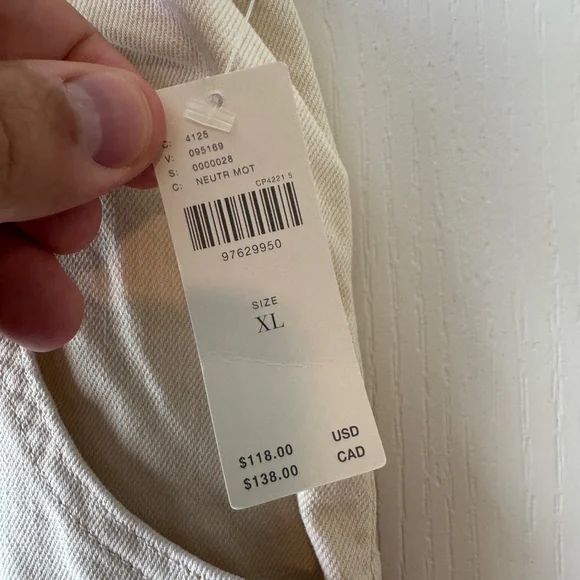 C: 4125
V: 095169
S: 0000028
C: NEUTR MOT
CP4221 5
97629950
SIZE
XL
$118.00 USD
$138.00 CAD